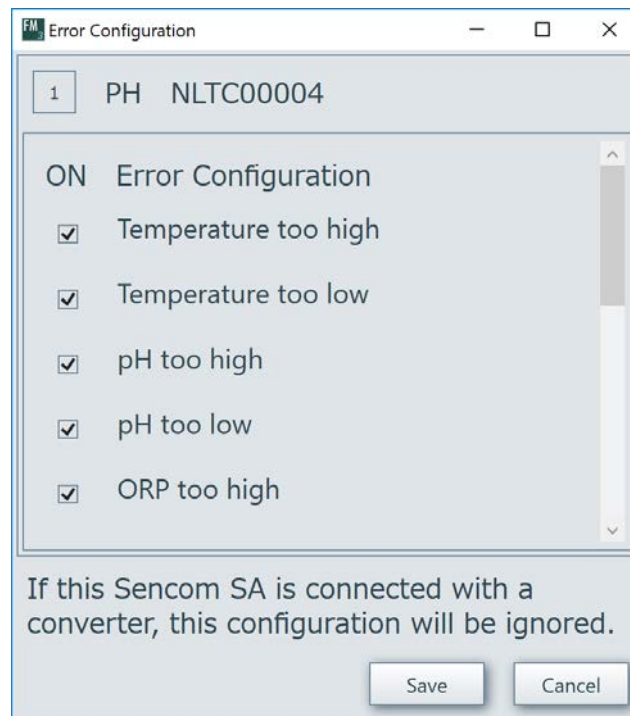 FM 3 Error Configuration
1 PH NLTC00004
ON Error Configuration
Temperature too high
Temperature too low
pH too high
pH too low
ORP too high
If this Sencom SA is connected with a
converter, this configuration will be ignored.
Save Cancel